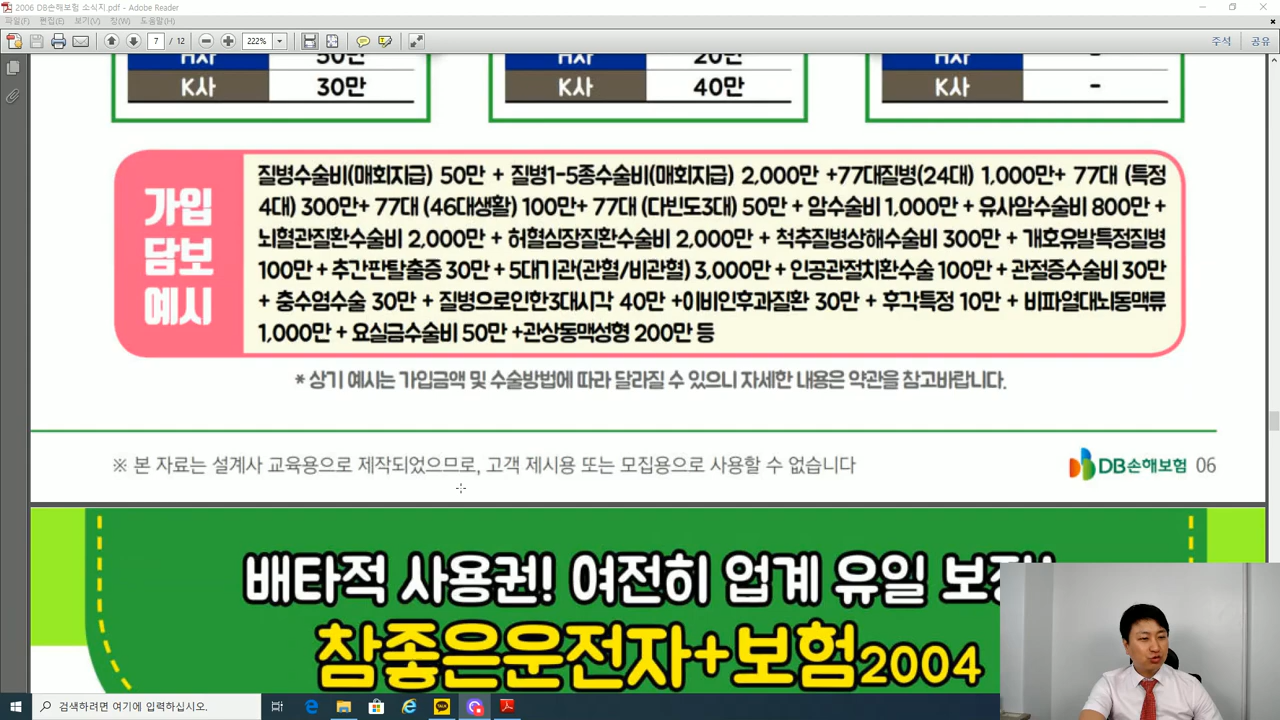 2006 DB손해보험 소식지.pdf - Adobe Reader
파일(F) 편집(E) 보기(V) 창(W) 도움말(H)
7 / 12 222% 주석 공유
H사 50만 H사 20만 H사 -
K사 30만 K사 40만 K사 -
가입
담보
예시
질병수술비(매회지급) 50만 + 질병1-5종수술비(매회지급) 2,000만 +77대질병(24대) 1,000만+ 77대 (특정
4대) 300만+ 77대 (46대생활) 100만+ 77대 (다빈도3대) 50만 + 암수술비 1,000만 + 유사암수술비 800만 +
뇌혈관질환수술비 2,000만 + 허혈심장질환수술비 2,000만 + 척추질병상해수술비 300만 + 개호유발특정질병
100만 + 추간판탈출증 30만 + 5대기관(관혈/비관혈) 3,000만 + 인공관절치환수술 100만 + 관절증수술비 30만
+ 충수염수술 30만 + 질병으로인한3대시각 40만 +이비인후과질환 30만 + 후각특정 10만 + 비파열대뇌동맥류
1,000만 + 요실금수술비 50만 +관상동맥성형 200만 등
* 상기 예시는 가입금액 및 수술방법에 따라 달라질 수 있으니 자세한 내용은 약관을 참고바랍니다.
※ 본 자료는 설계사 교육용으로 제작되었으므로, 고객 제시용 또는 모집용으로 사용할 수 없습니다
DB손해보험 06
배타적 사용권! 여전히 업계 유일
참좋은운전자+보험2004
검색하려면 여기에 입력하십시오.
TALK